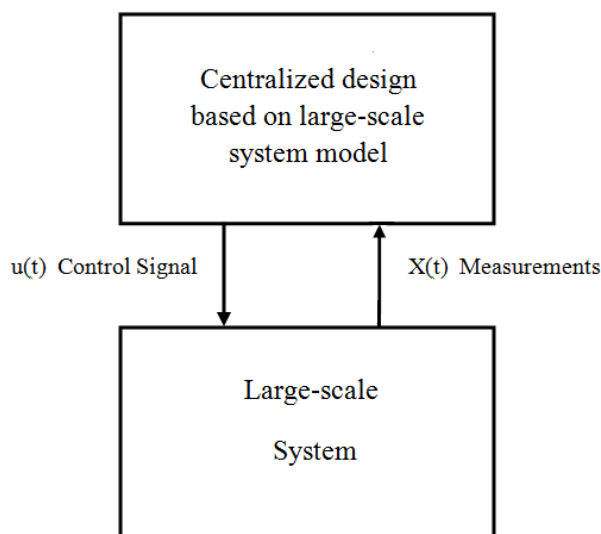 Centralized design
based on large-scale
system model
u(t) Control Signal
X(t) Measurements
Large-scale
System